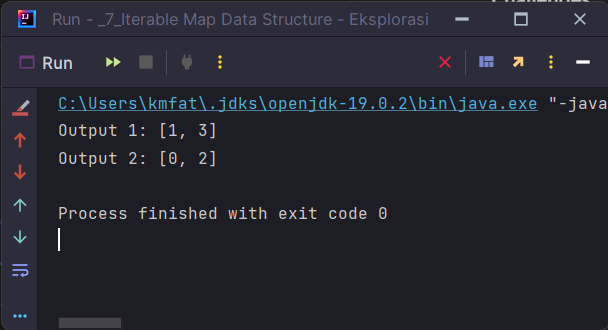 Run - _7_Iterable Map Data Structure - Eksplorasi
Run
C:\Users\kmfat\.jdks\openjdk-19.0.2\bin\java.exe "-java
Output 1: [1, 3]
Output 2: [0, 2]
Process finished with exit code 0